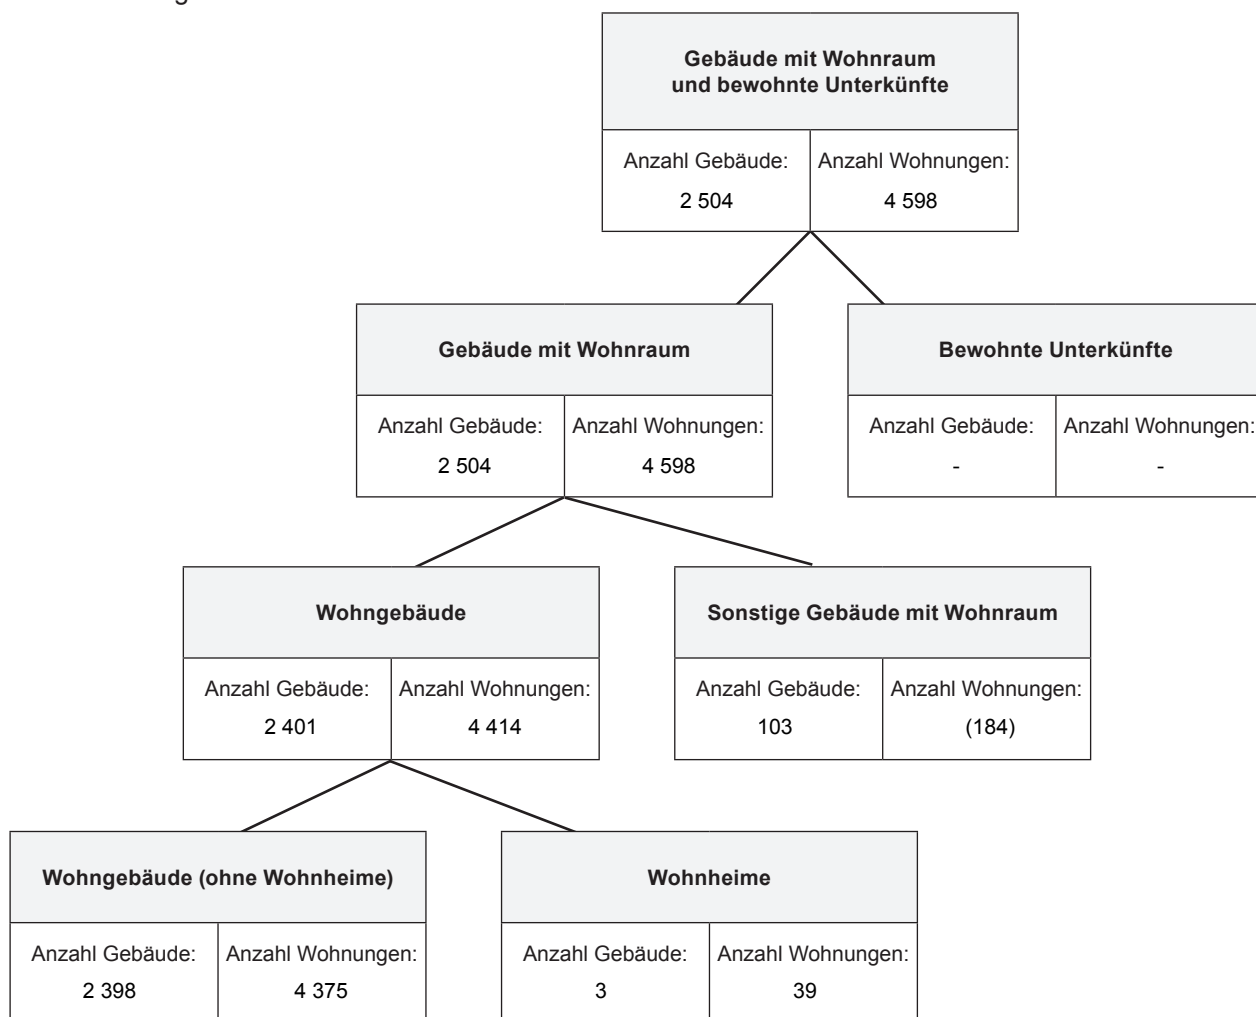 Gebäude mit Wohnraum
und bewohnte Unterkünfte
Anzahl Gebäude: Anzahl Wohnungen:
2 504 4 598
Gebäude mit Wohnraum Bewohnte Unterkünfte
Anzahl Gebäude: Anzahl Wohnungen: Anzahl Gebäude: Anzahl Wohnungen:
2 504 4 598 - -
Wohngebäude Sonstige Gebäude mit Wohnraum
Anzahl Gebäude: Anzahl Wohnungen: Anzahl Gebäude: Anzahl Wohnungen:
2 401 4 414 103 (184)
Wohngebäude (ohne Wohnheime) Wohnheime
Anzahl Gebäude: Anzahl Wohnungen: Anzahl Gebäude: Anzahl Wohnungen:
2 398 4 375 3 39